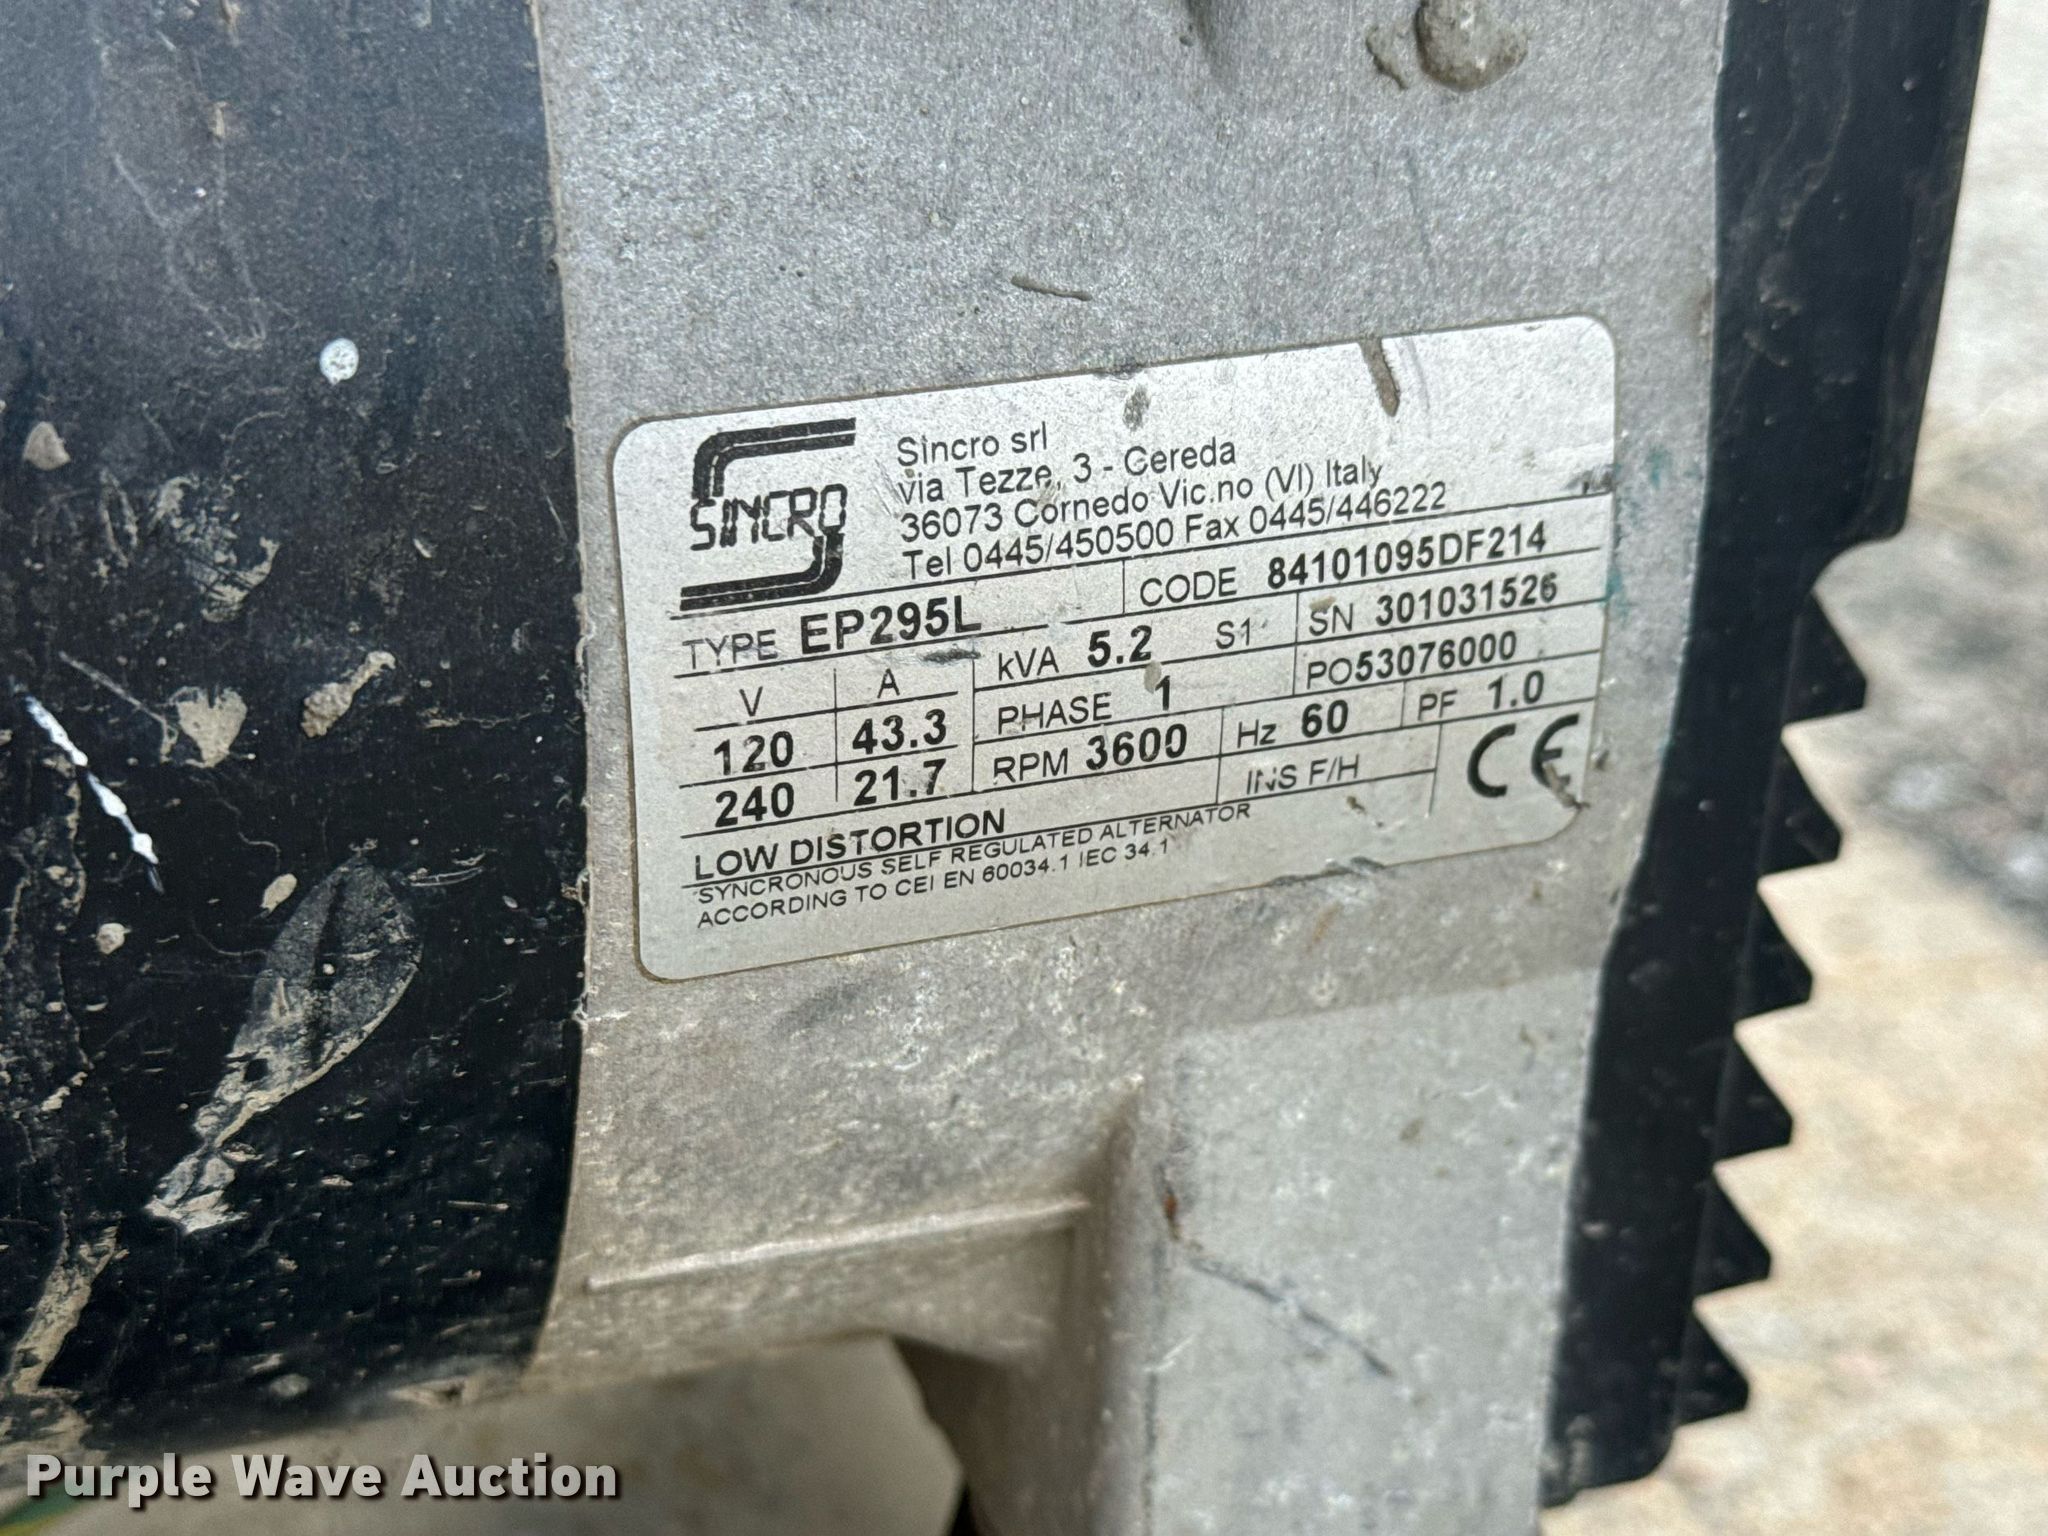 SINCRO
Sincro srl
via Tezze, 3 - Cereda
36073 Cornedo Vic.no (VI) Italy
Tel 0445/450500 Fax 0445/446222
TYPE EP295L
CODE 84101095DF214
V A
120 43.3
240 21.7
kVA 5.2 S1
SN 301031526
PHASE 1
PO53076000
RPM 3600
Hz 60
PF 1.0
INS F/H
CE
LOW DISTORTION
SYNCRONOUS SELF REGULATED ALTERNATOR
ACCORDING TO CEI EN 60034.1 IEC 34.1
Purple Wave Auction